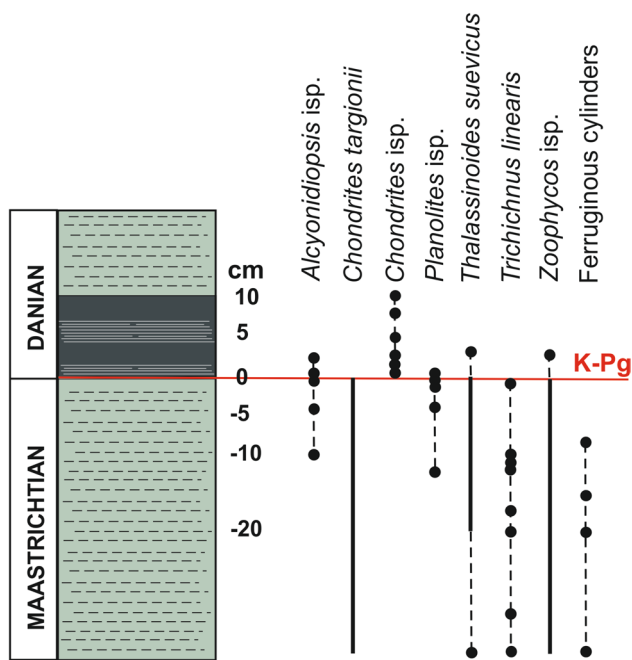 Alcyonidiopsis isp.
Chondrites targionii
Chondrites isp.
Planolites isp.
Thalassinoides suevicus
Trichichnus linearis
Zoophycos isp.
Ferruginous cylinders
DANIAN
MAASTRICHTIAN
cm
10
5
0
-5
-10
-20
K-Pg